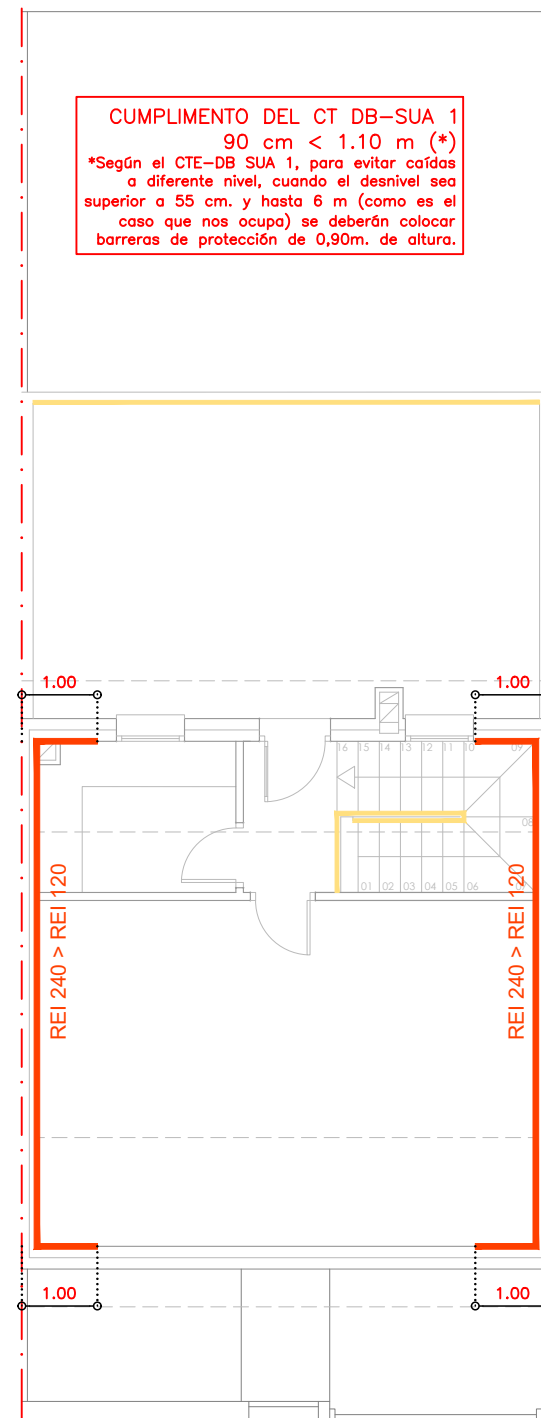 CUMPLIMENTO DEL CT DB-SUA 1
90 cm < 1.10 m (*)
*Según el CTE-DB SUA 1, para evitar caídas
a diferente nivel, cuando el desnivel sea
superior a 55 cm. y hasta 6 m (como es el
caso que nos ocupa) se deberán colocar
barreras de protección de 0,90m. de altura.
1.00
1.00
16 15 14 13 12 11 10 09
08
01 02 03 04 05 06
REI 240 > REI 120
REI 240 > REI 120
1.00
1.00